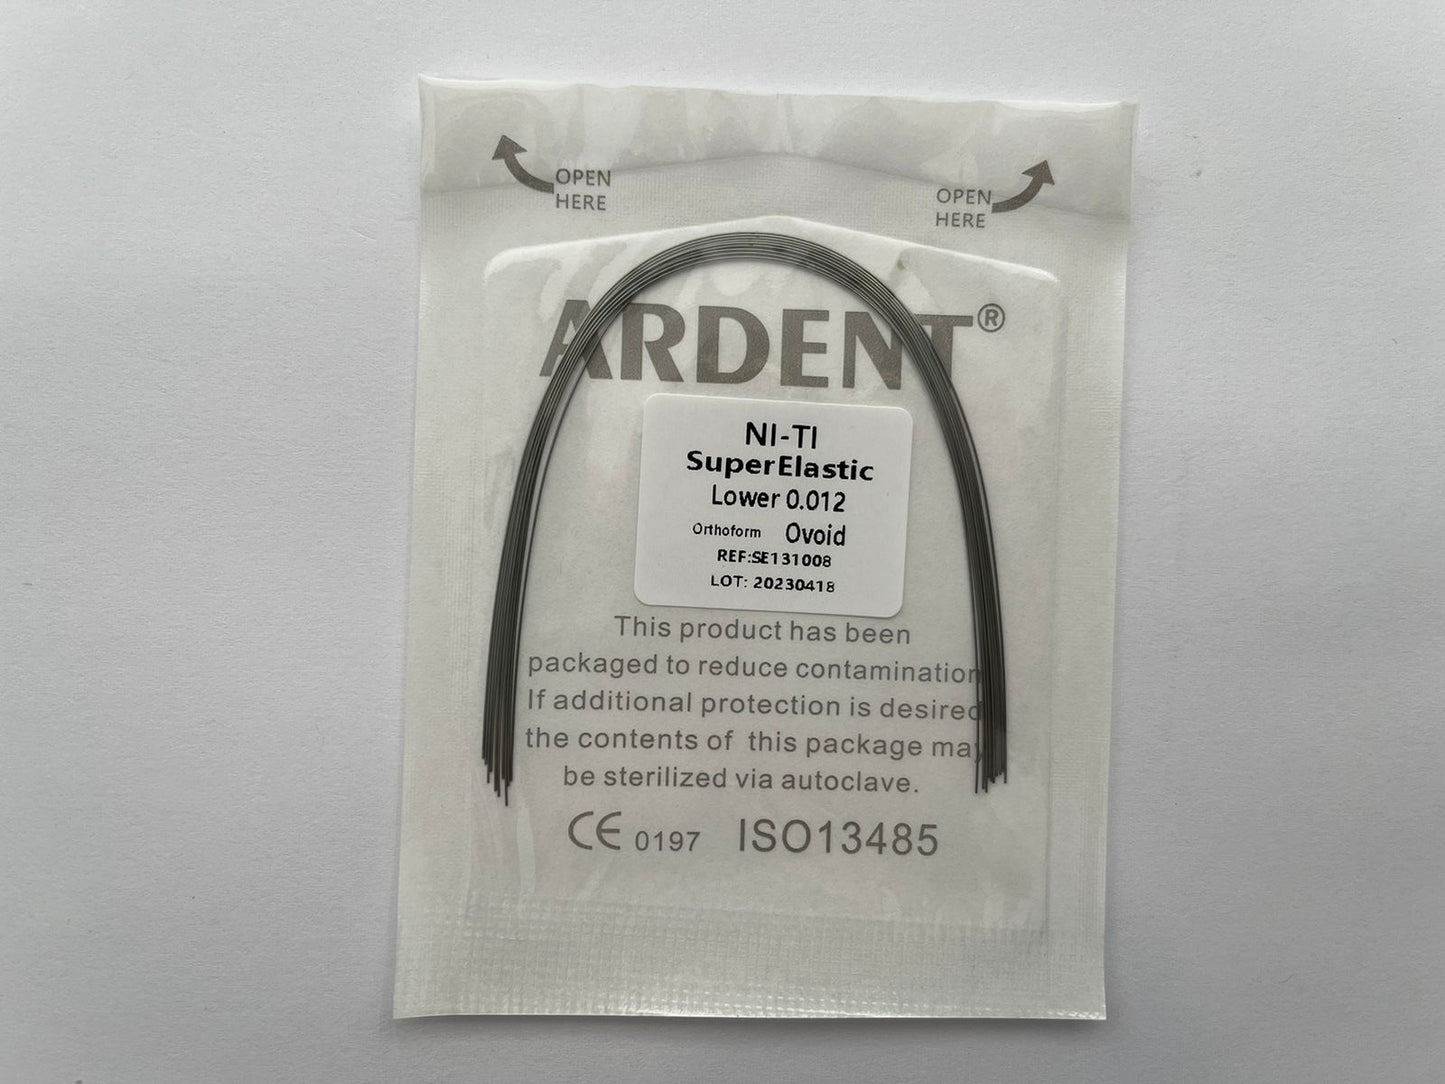 OPEN
HERE
OPEN
HERE
ARDENT®
NI-TI
SuperElastic
Lower 0.012
Orthoform Ovoid
REF:SE131008
LOT: 20230418
This product has been
packaged to reduce contamination
If additional protection is desired
the contents of this package may
be sterilized via autoclave.
CE 0197 ISO13485